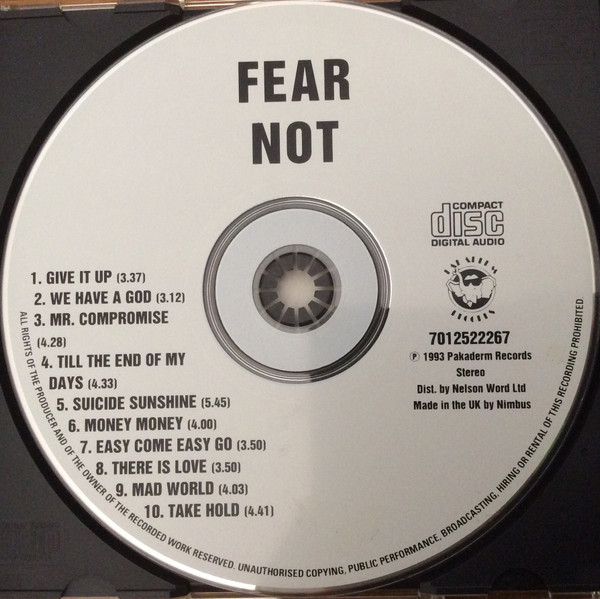 FEAR
NOT
COMPACT
disc
DIGITAL AUDIO
PAKADERM
RECORDS
7012522267
Ⓟ 1993 Pakaderm Records
Stereo
Dist. by Nelson Word Ltd
Made in the UK by Nimbus
1. GIVE IT UP (3.37)
2. WE HAVE A GOD (3.12)
3. MR. COMPROMISE
(4.28)
4. TILL THE END OF MY
DAYS (4.33)
5. SUICIDE SUNSHINE (5.45)
6. MONEY MONEY (4.00)
7. EASY COME EASY GO (3.50)
8. THERE IS LOVE (3.50)
9. MAD WORLD (4.03)
10. TAKE HOLD (4.41)
ALL RIGHTS OF THE PRODUCER AND OF THE OWNER OF THE RECORDED WORK RESERVED. UNAUTHORISED COPYING, PUBLIC PERFORMANCE, BROADCASTING, HIRING OR RENTAL OF THIS RECORDING PROHIBITED.